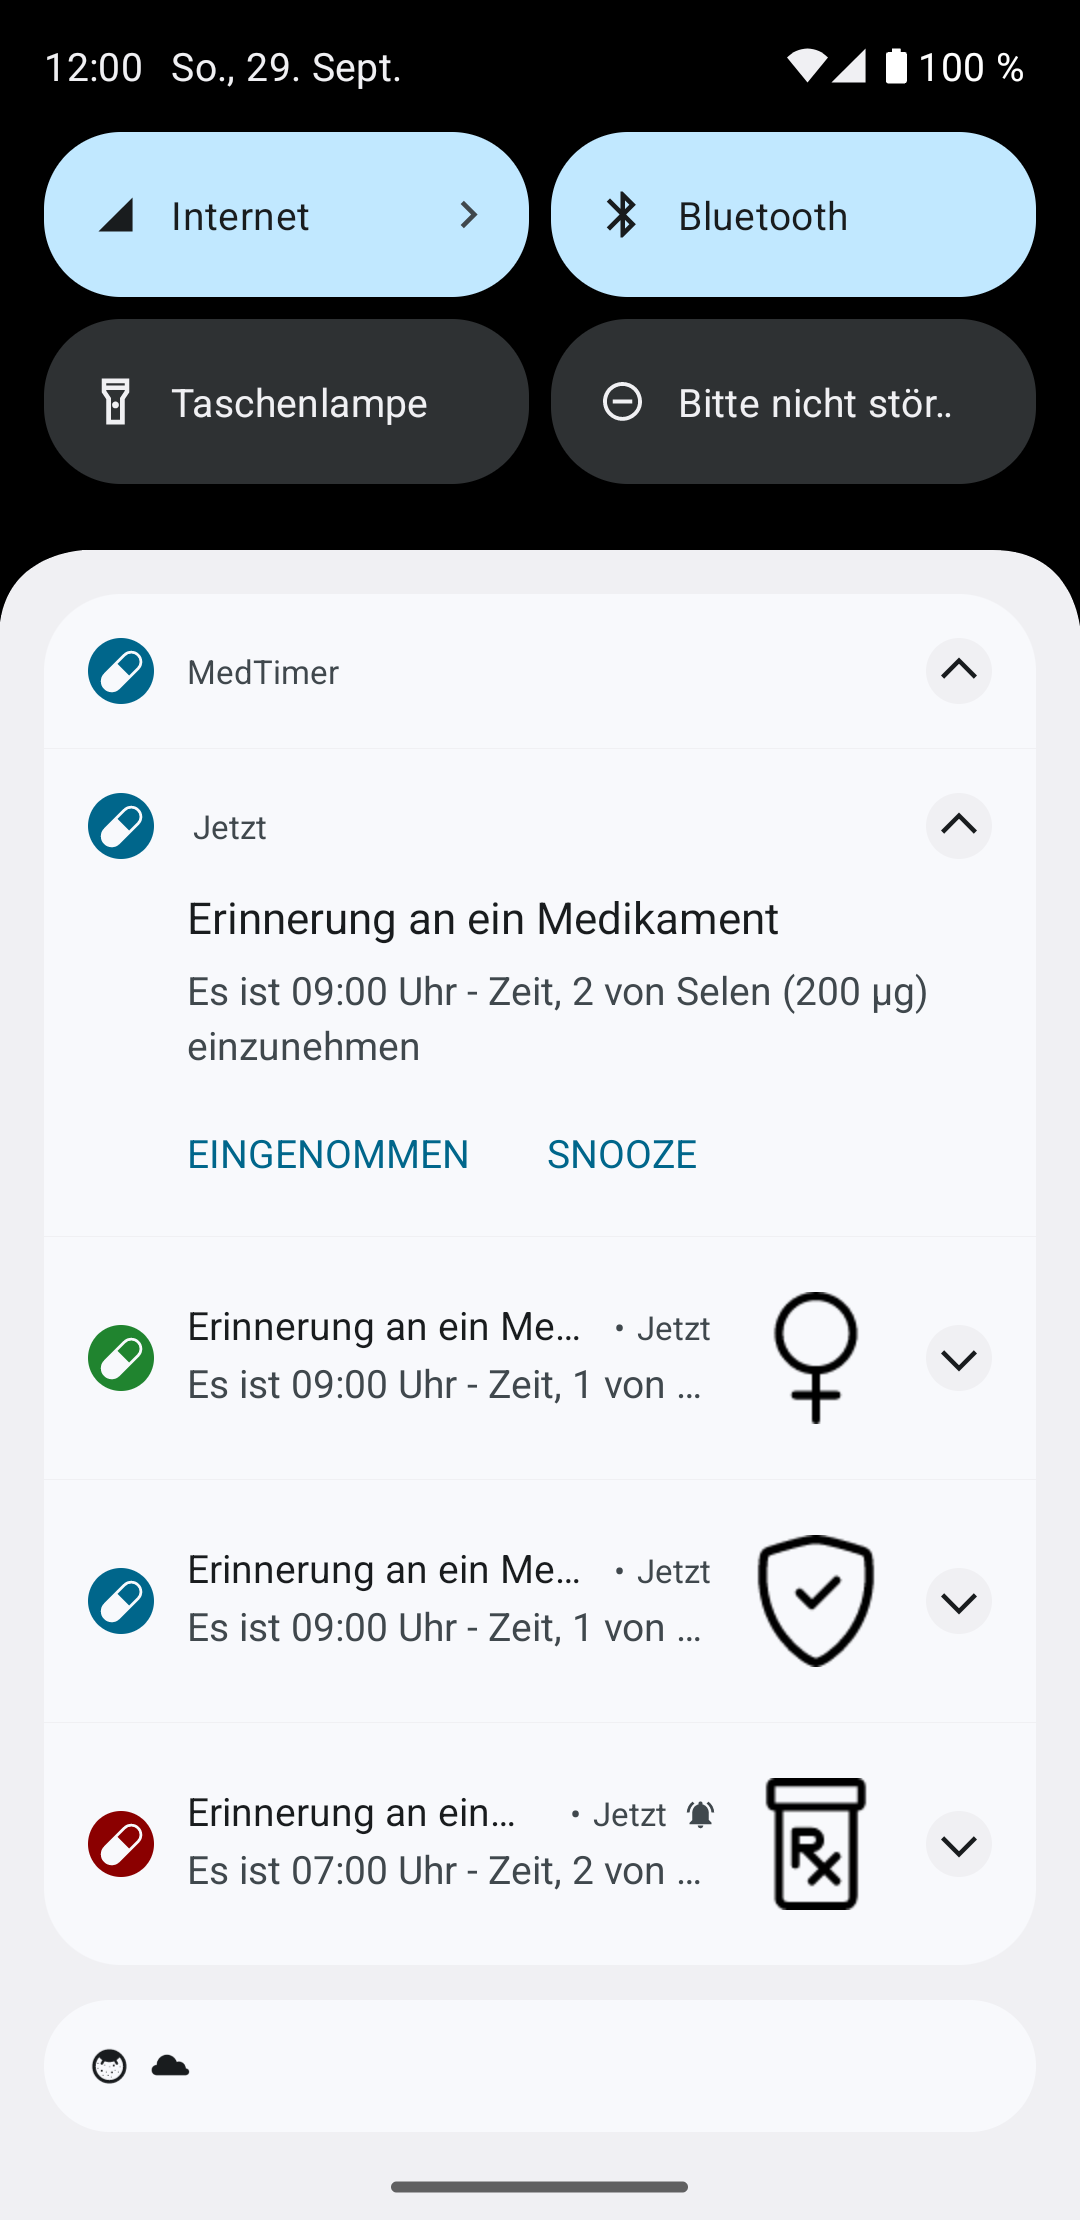 12:00 So., 29. Sept.
100 %
Internet
Bluetooth
Taschenlampe
Bitte nicht stör..
MedTimer
Jetzt
Erinnerung an ein Medikament
Es ist 09:00 Uhr - Zeit, 2 von Selen (200 µg)
einzunehmen
EINGENOMMEN
SNOOZE
Erinnerung an ein Me… • Jetzt
Es ist 09:00 Uhr - Zeit, 1 von …
Erinnerung an ein Me… • Jetzt
Es ist 09:00 Uhr - Zeit, 1 von …
Erinnerung an ein… • Jetzt
Es ist 07:00 Uhr - Zeit, 2 von …
Rx